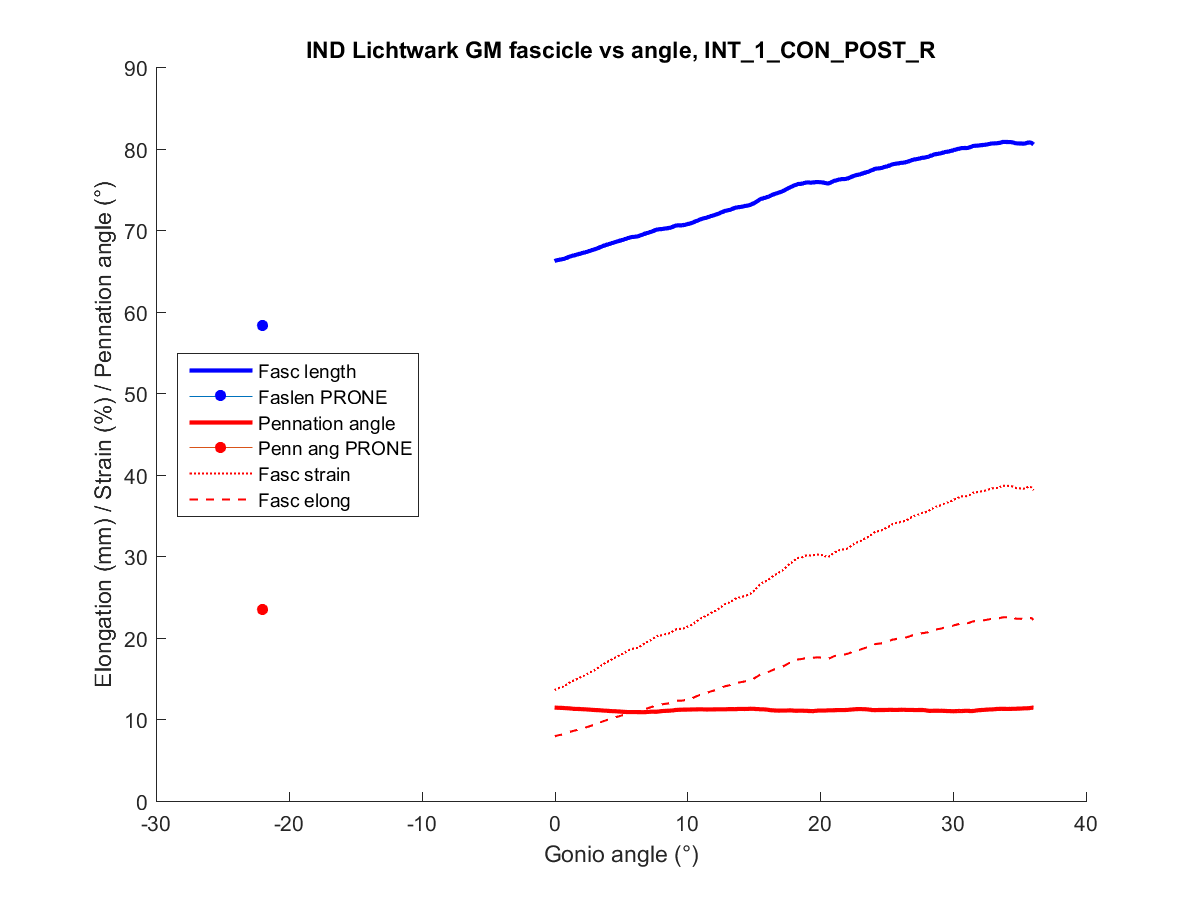 IND Lichtwark GM fascicle vs angle, INT_1_CON_POST_R
90
80
70
60
50
40
30
20
10
0
Elongation (mm) / Strain (%) / Pennation angle (°)
Fasc length
Faslen PRONE
Pennation angle
Penn ang PRONE
Fasc strain
Fasc elong
-30 -20 -10 0 10 20 30 40
Gonio angle (°)